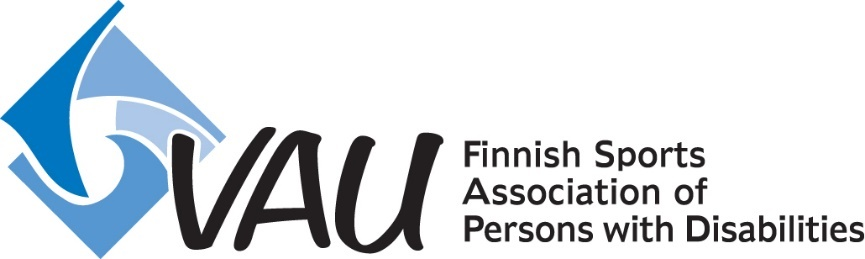 VAU
Finnish Sports
Association of
Persons with Disabilities